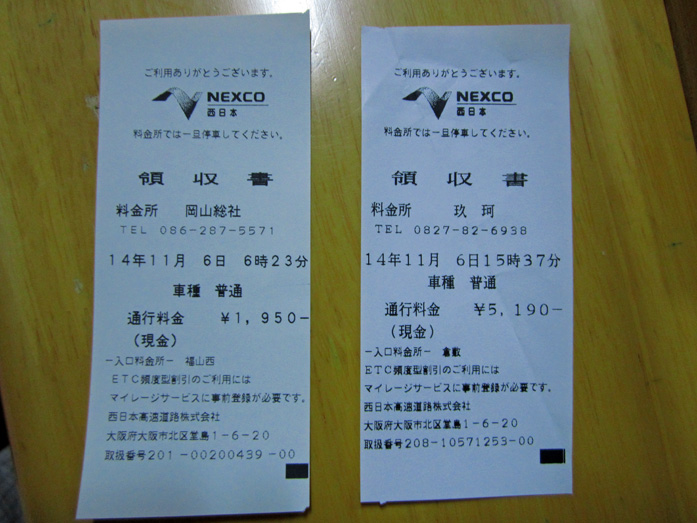 ご利用ありがとうございます。
NEXCO
西日本
料金所では一旦停車してください。
領 収 書
料金所 岡山総社
TEL 086-287-5571
14年11月 6日 6時23分
車種 普通
通行料金 ¥1,950-
(現金)
-入口料金所- 福山西
ETC頻度型割引のご利用には
マイレージサービスに事前登録が必要です。
西日本高速道路株式会社
大阪府大阪市北区堂島1-6-20
取扱番号201-00200439-00
ご利用ありがとうございます。
NEXCO
西日本
料金所では一旦停車してください。
領 収 書
料金所 玖珂
TEL 0827-82-6938
14年11月 6日15時37分
車種 普通
通行料金 ¥5,190-
(現金)
-入口料金所- 倉敷
ETC頻度型割引のご利用には
マイレージサービスに事前登録が必要です。
西日本高速道路株式会社
大阪府大阪市北区堂島1-6-20
取扱番号208-10571253-00